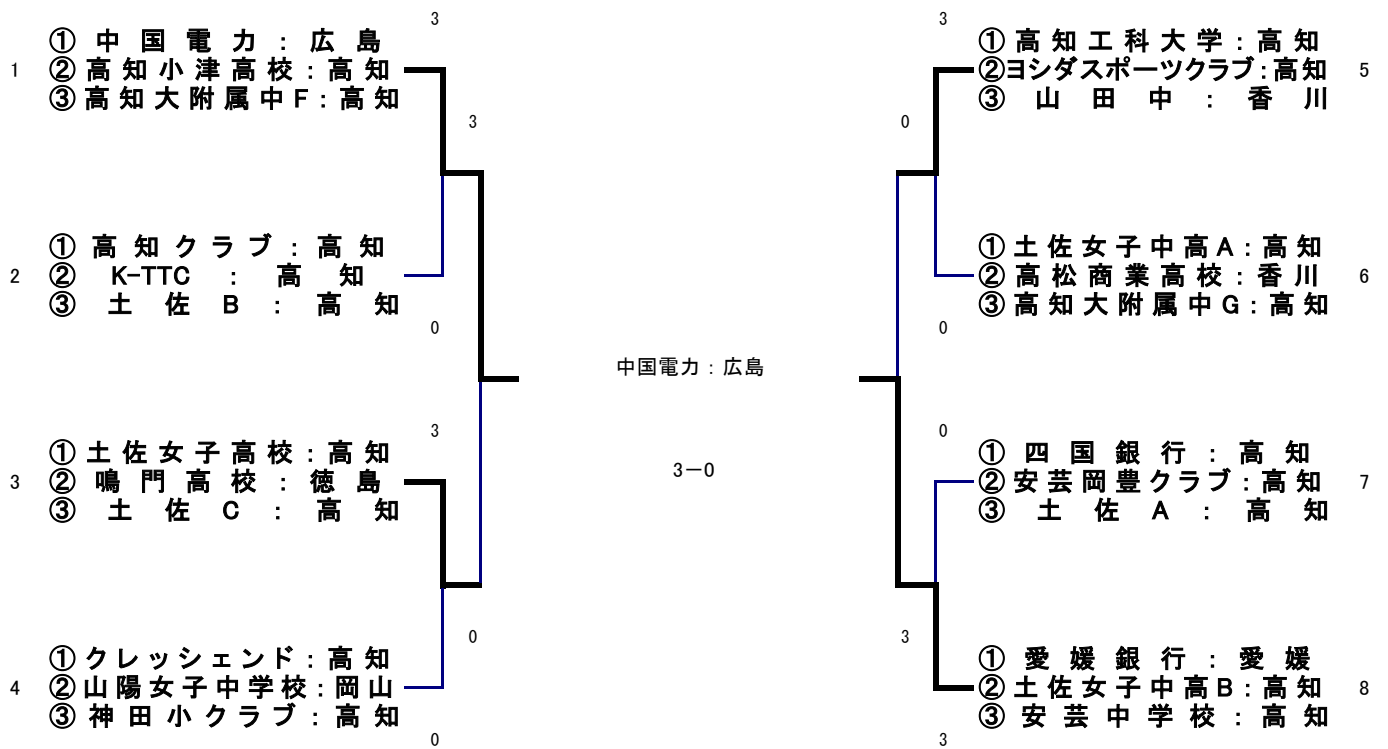 3
① 中国電力：広島
1 ② 高知小津高校：高知
③ 高知大附属中F：高知
3
① 高知クラブ：高知
2 ② K-TTC：高知
③ 土佐B：高知
0
3
① 土佐女子高校：高知
3 ② 鳴門高校：徳島
③ 土佐C：高知
0
① クレッシェンド：高知
4 ② 山陽女子中学校：岡山
③ 神田小クラブ：高知
0
中国電力：広島
3－0
3
① 高知工科大学：高知
② ヨシダスポーツクラブ：高知 5
③ 山田中：香川
0
① 土佐女子中高A：高知
② 高松商業高校：香川 6
③ 高知大附属中G：高知
0
0
① 四国銀行：高知
② 安芸岡豊クラブ：高知 7
③ 土佐A：高知
3
① 愛媛銀行：愛媛
② 土佐女子中高B：高知 8
③ 安芸中学校：高知
3